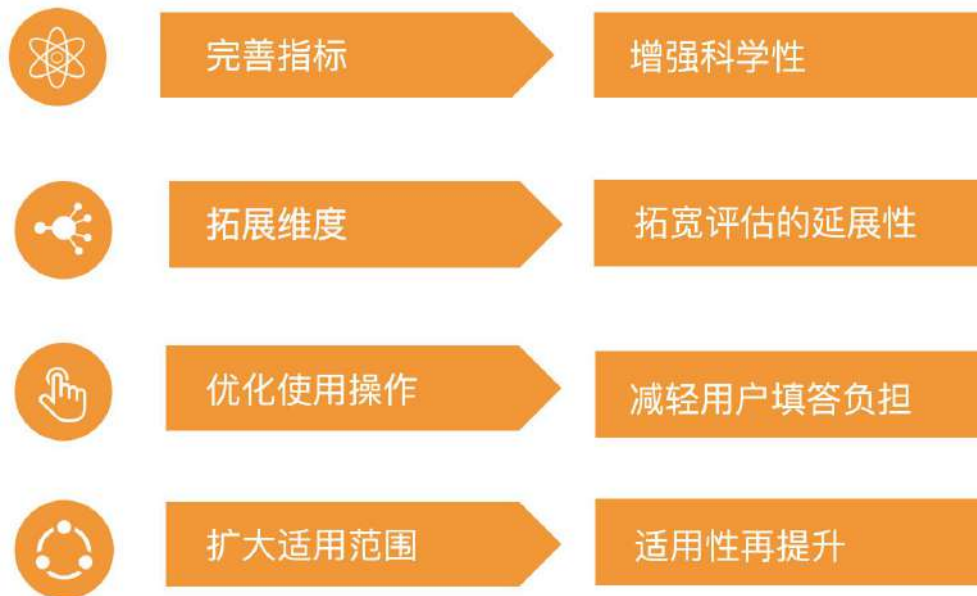 完善指标
增强科学性
拓展维度
拓宽评估的延展性
优化使用操作
减轻用户填答负担
扩大适用范围
适用性再提升